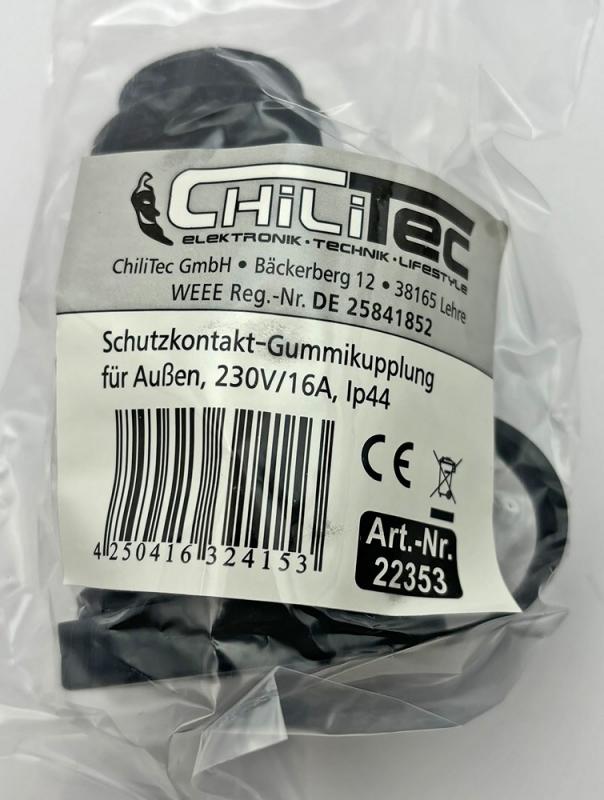 CHiLiTEC
ELEKTRONIK · TECHNIK · LIFESTYLE
ChiliTec GmbH • Bäckerberg 12 • 38165 Lehre
WEEE Reg.-Nr. DE 25841852
Schutzkontakt-Gummikupplung
für Außen, 230V/16A, Ip44
CE
4 250416 324153
Art.-Nr.
22353